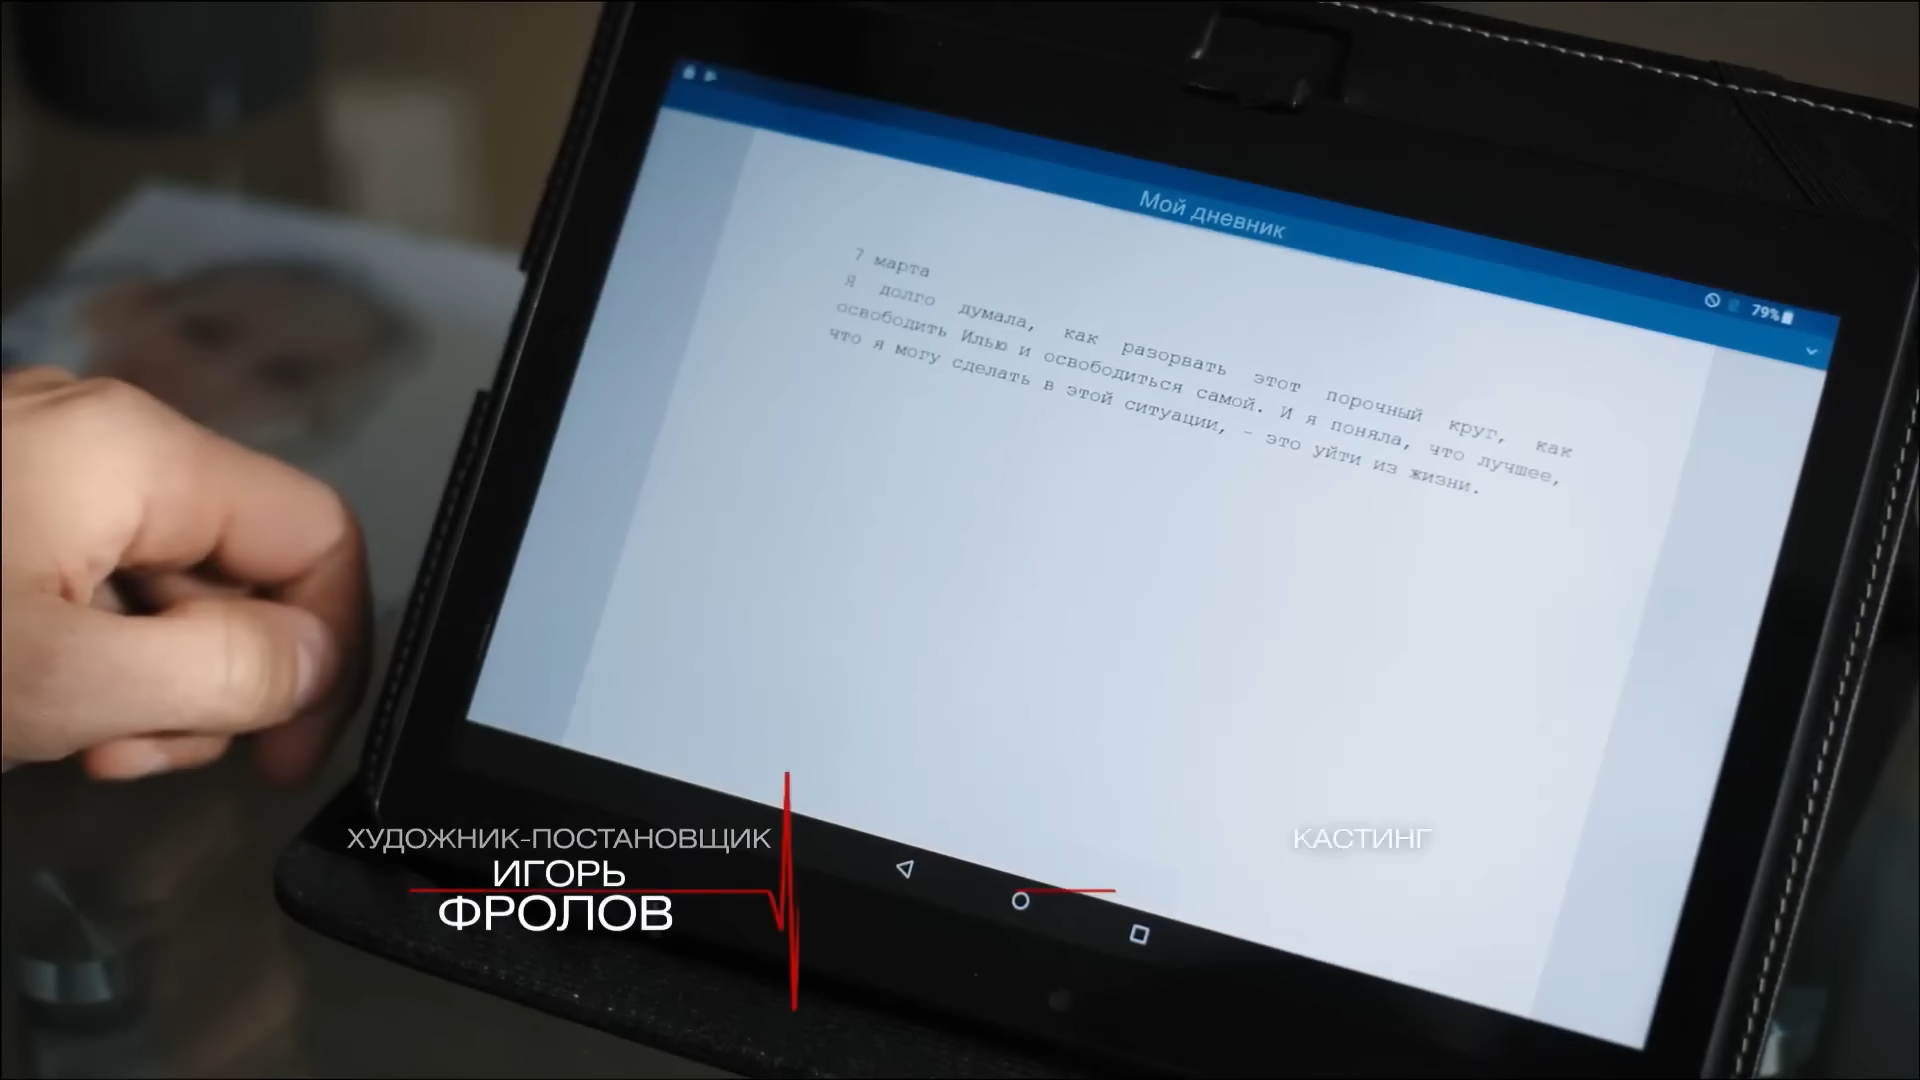 Мой дневник
79%
7 марта
Я долго думала, как разорвать этот порочный круг, как
освободить Илью и освободиться самой. И я поняла, что лучшее,
что я могу сделать в этой ситуации, – это уйти из жизни.
ХУДОЖНИК-ПОСТАНОВЩИК
ИГОРЬ
ФРОЛОВ
КАСТИНГ